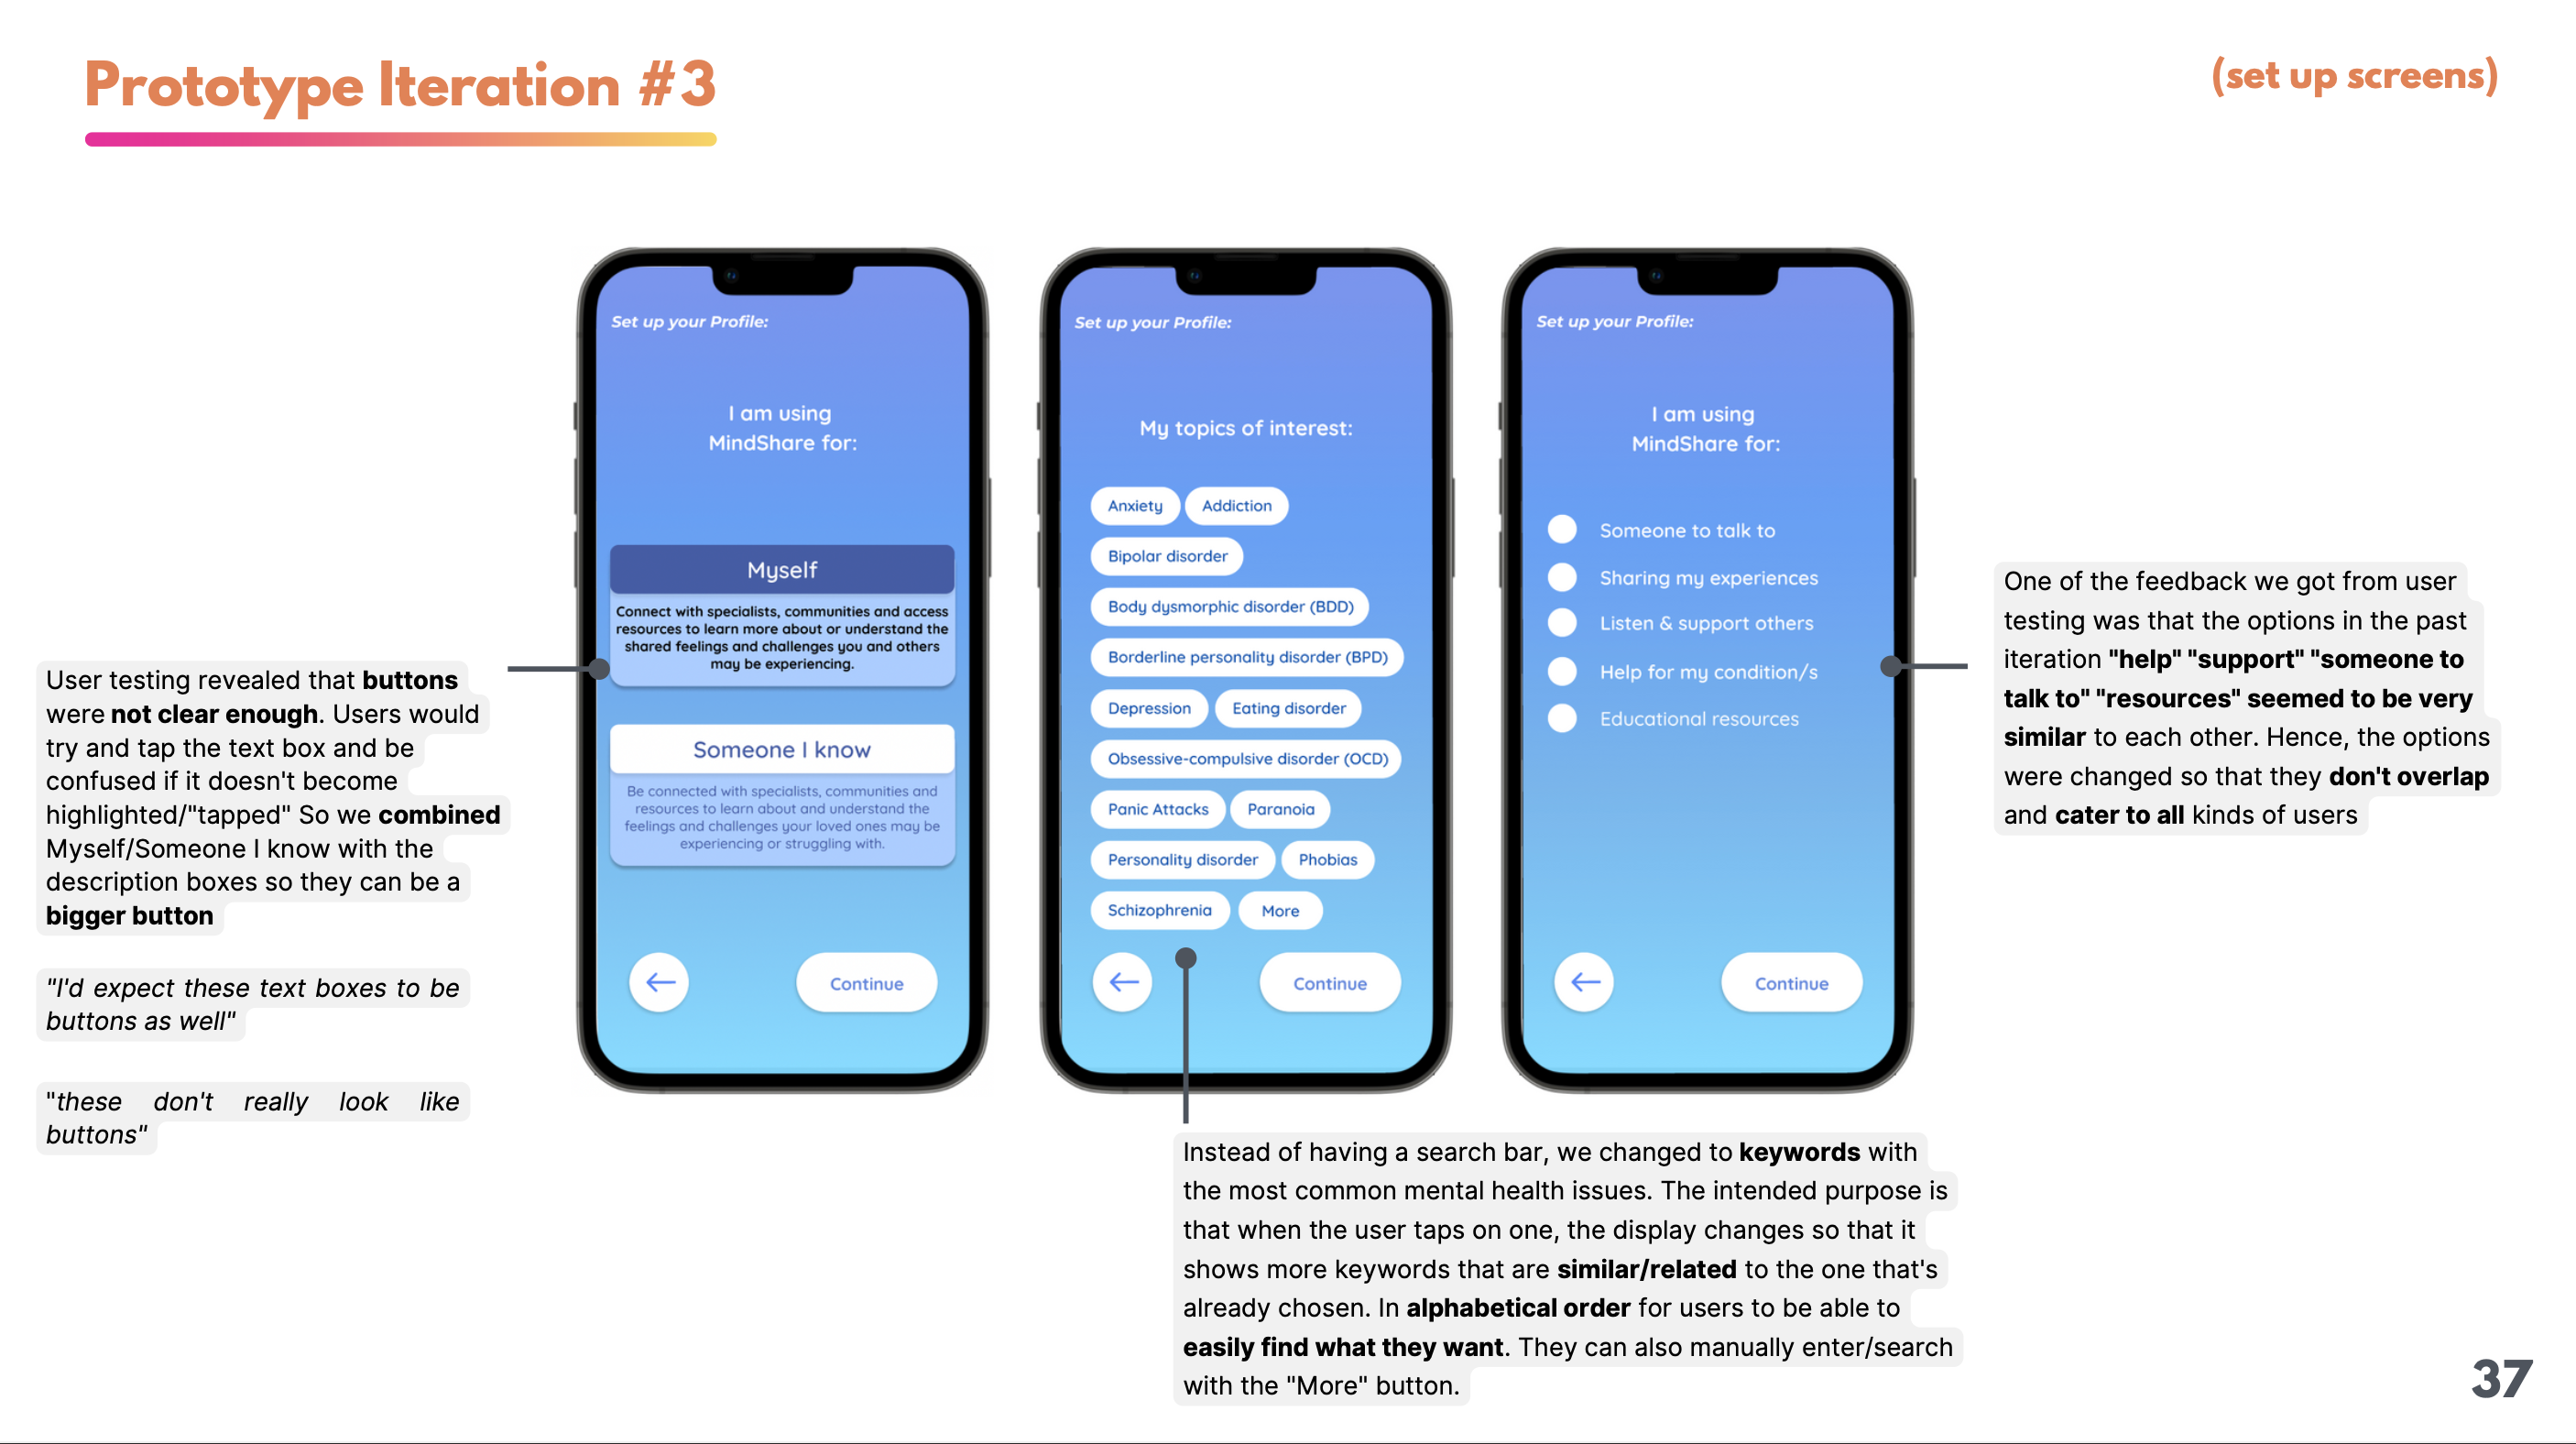 Prototype Iteration #3
(set up screens)
User testing revealed that buttons
were not clear enough. Users would
try and tap the text box and be
confused if it doesn't become
highlighted/"tapped" So we combined
Myself/Someone I know with the
description boxes so they can be a
bigger button
"I'd expect these text boxes to be
buttons as well"
"these don't really look like
buttons"
Set up your Profile:
I am using
MindShare for:
Myself
Connect with specialists, communities and access
resources to learn more about or understand the
shared feelings and challenges you and others
may be experiencing.
Someone I know
Be connected with specialists, communities and
resources to learn about and understand the
feelings and challenges your loved ones may be
experiencing or struggling with.
Continue
Set up your Profile:
My topics of interest:
Anxiety Addiction
Bipolar disorder
Body dysmorphic disorder (BDD)
Borderline personality disorder (BPD)
Depression Eating disorder
Obsessive-compulsive disorder (OCD)
Panic Attacks Paranoia
Personality disorder Phobias
Schizophrenia More
Continue
Set up your Profile:
I am using
MindShare for:
Someone to talk to
Sharing my experiences
Listen & support others
Help for my condition/s
Educational resources
Continue
One of the feedback we got from user
testing was that the options in the past
iteration "help" "support" "someone to
talk to" "resources" seemed to be very
similar to each other. Hence, the options
were changed so that they don't overlap
and cater to all kinds of users
Instead of having a search bar, we changed to keywords with
the most common mental health issues. The intended purpose is
that when the user taps on one, the display changes so that it
shows more keywords that are similar/related to the one that's
already chosen. In alphabetical order for users to be able to
easily find what they want. They can also manually enter/search
with the "More" button.
37